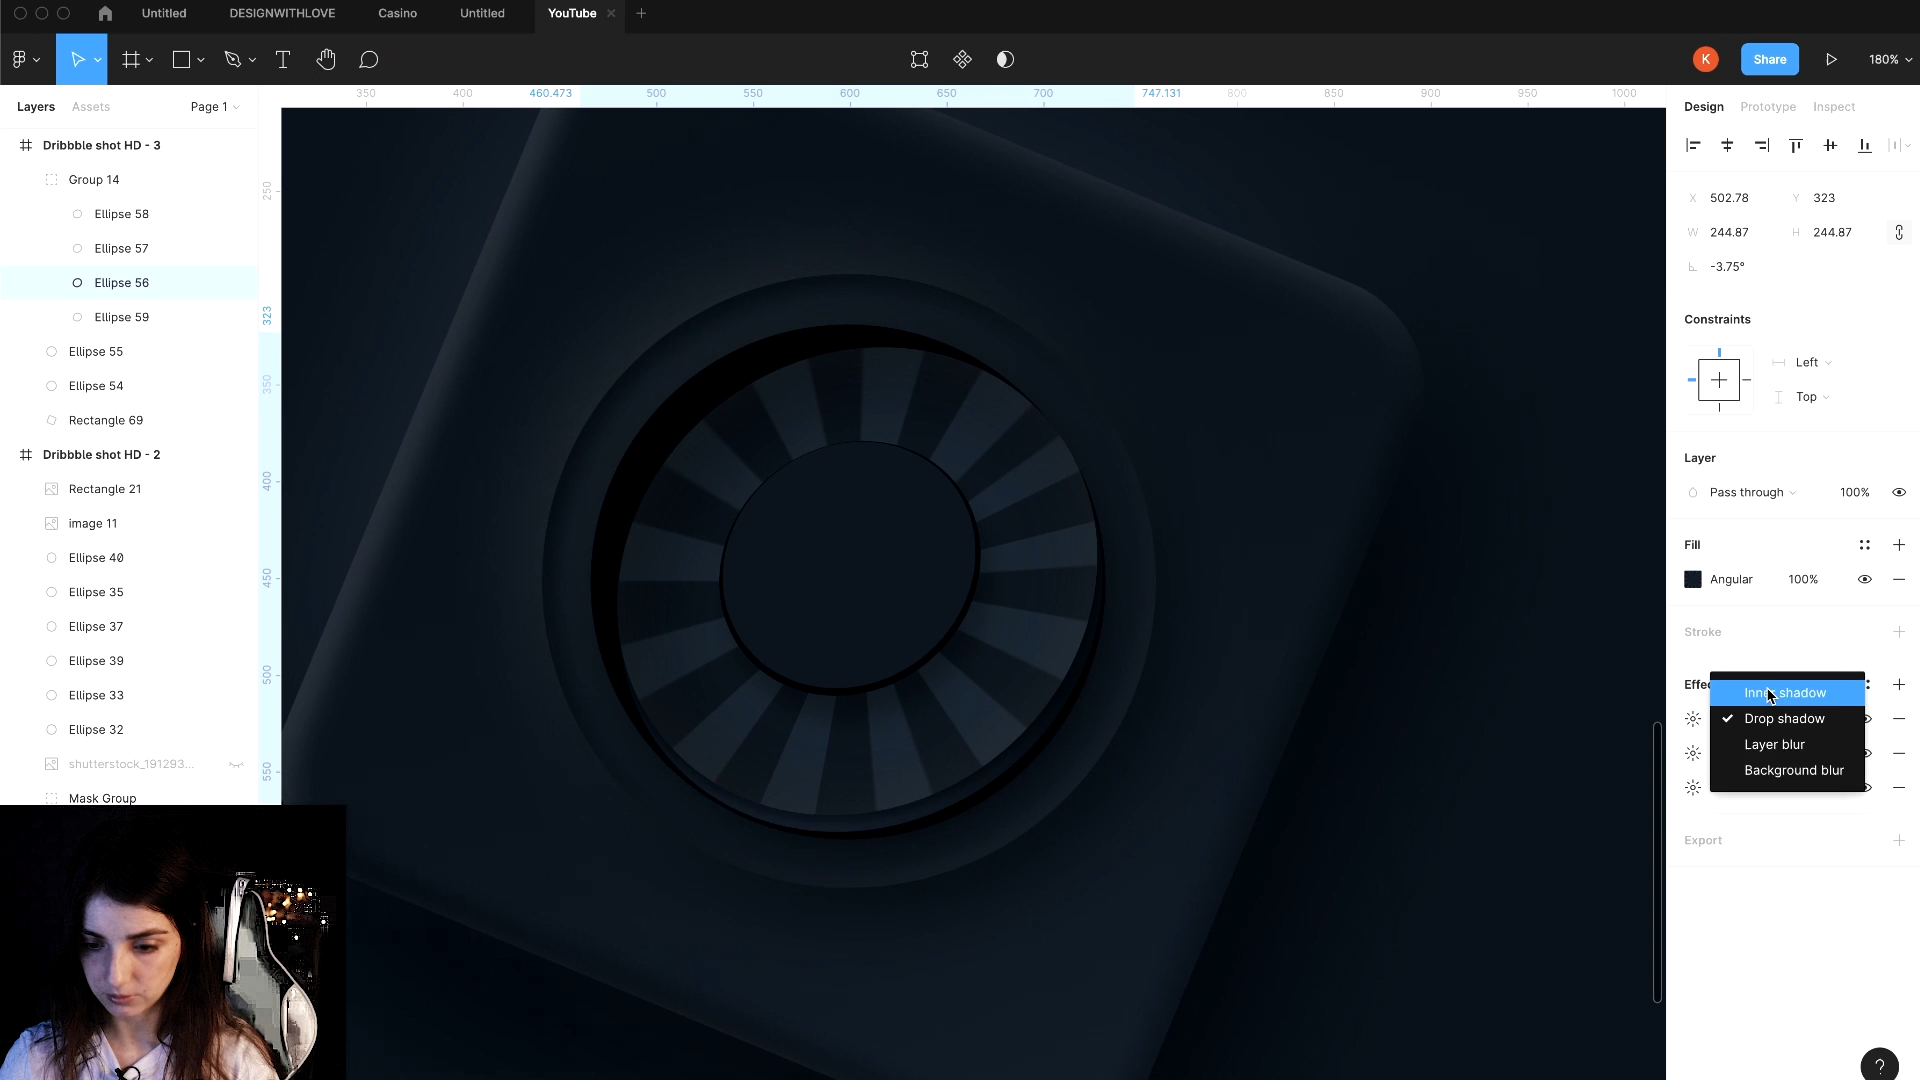 Untitled
DESIGNWITHLOVE
Casino
Untitled
YouTube
K
Share
180%
Layers
Assets
Page 1
350
400
460.473
500
550
600
650
700
747.131
800
850
900
950
1000
Design
Prototype
Inspect
Dribbble shot HD - 3
Group 14
Ellipse 58
Ellipse 57
Ellipse 56
Ellipse 59
Ellipse 55
Ellipse 54
Rectangle 69
Dribbble shot HD - 2
Rectangle 21
image 11
Ellipse 40
Ellipse 35
Ellipse 37
Ellipse 39
Ellipse 33
Ellipse 32
shutterstock_191293...
Mask Group
250
323
350
400
450
500
550
X 502.78
Y 323
W 244.87
H 244.87
-3.75°
Constraints
Left
Top
Layer
Pass through
100%
Fill
Angular
100%
Stroke
Inner shadow
Drop shadow
Layer blur
Background blur
Export
?